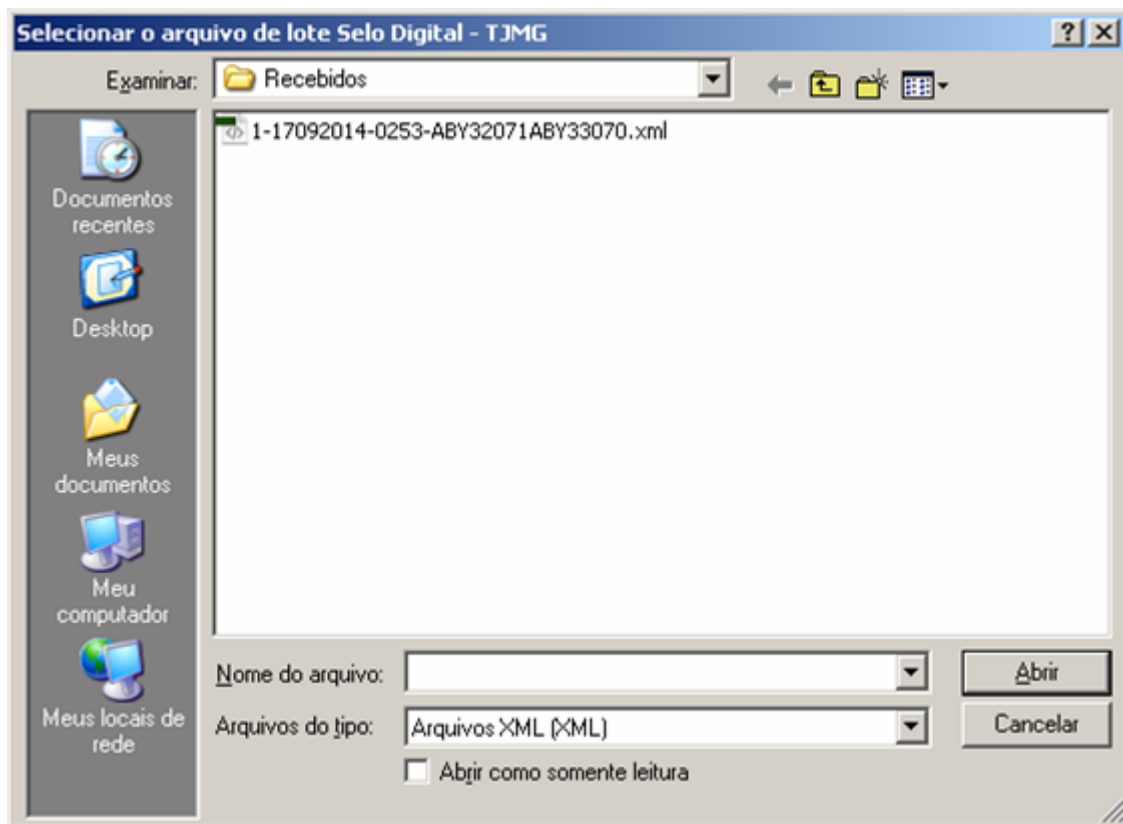 Selecionar o arquivo de lote Selo Digital - TJMG
Examinar:
Recebidos
1-17092014-0253-ABY32071ABY33070.xml
Documentos
recentes
Desktop
Meus
documentos
Meu
computador
Meus locais de
rede
Nome do arquivo:
Abrir
Arquivos do tipo:
Arquivos XML (XML)
Cancelar
Abrir como somente leitura